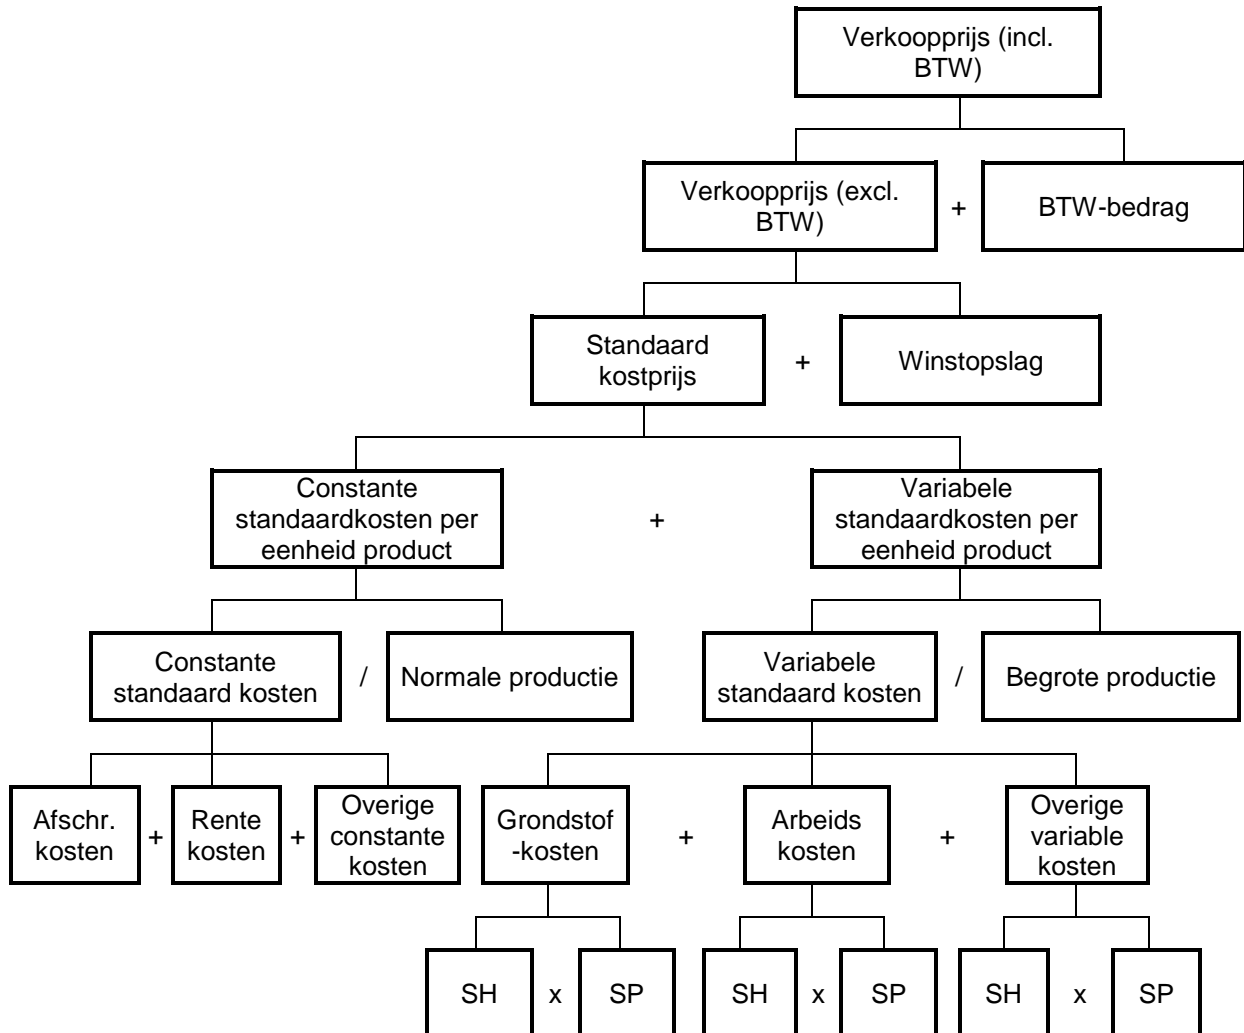 Verkoopprijs (incl.
BTW)
Verkoopprijs (excl.
BTW)
+
BTW-bedrag
Standaard
kostprijs
+
Winstopslag
Constante
standaardkosten per
eenheid product
+
Variabele
standaardkosten per
eenheid product
Constante
standaard kosten
/
Normale productie
Variabele
standaard kosten
/
Begrote productie
Afschr.
kosten
+
Rente
kosten
+
Overige
constante
kosten
Grondstof
-kosten
+
Arbeids
kosten
+
Overige
variable
kosten
SH
x
SP
SH
x
SP
SH
x
SP